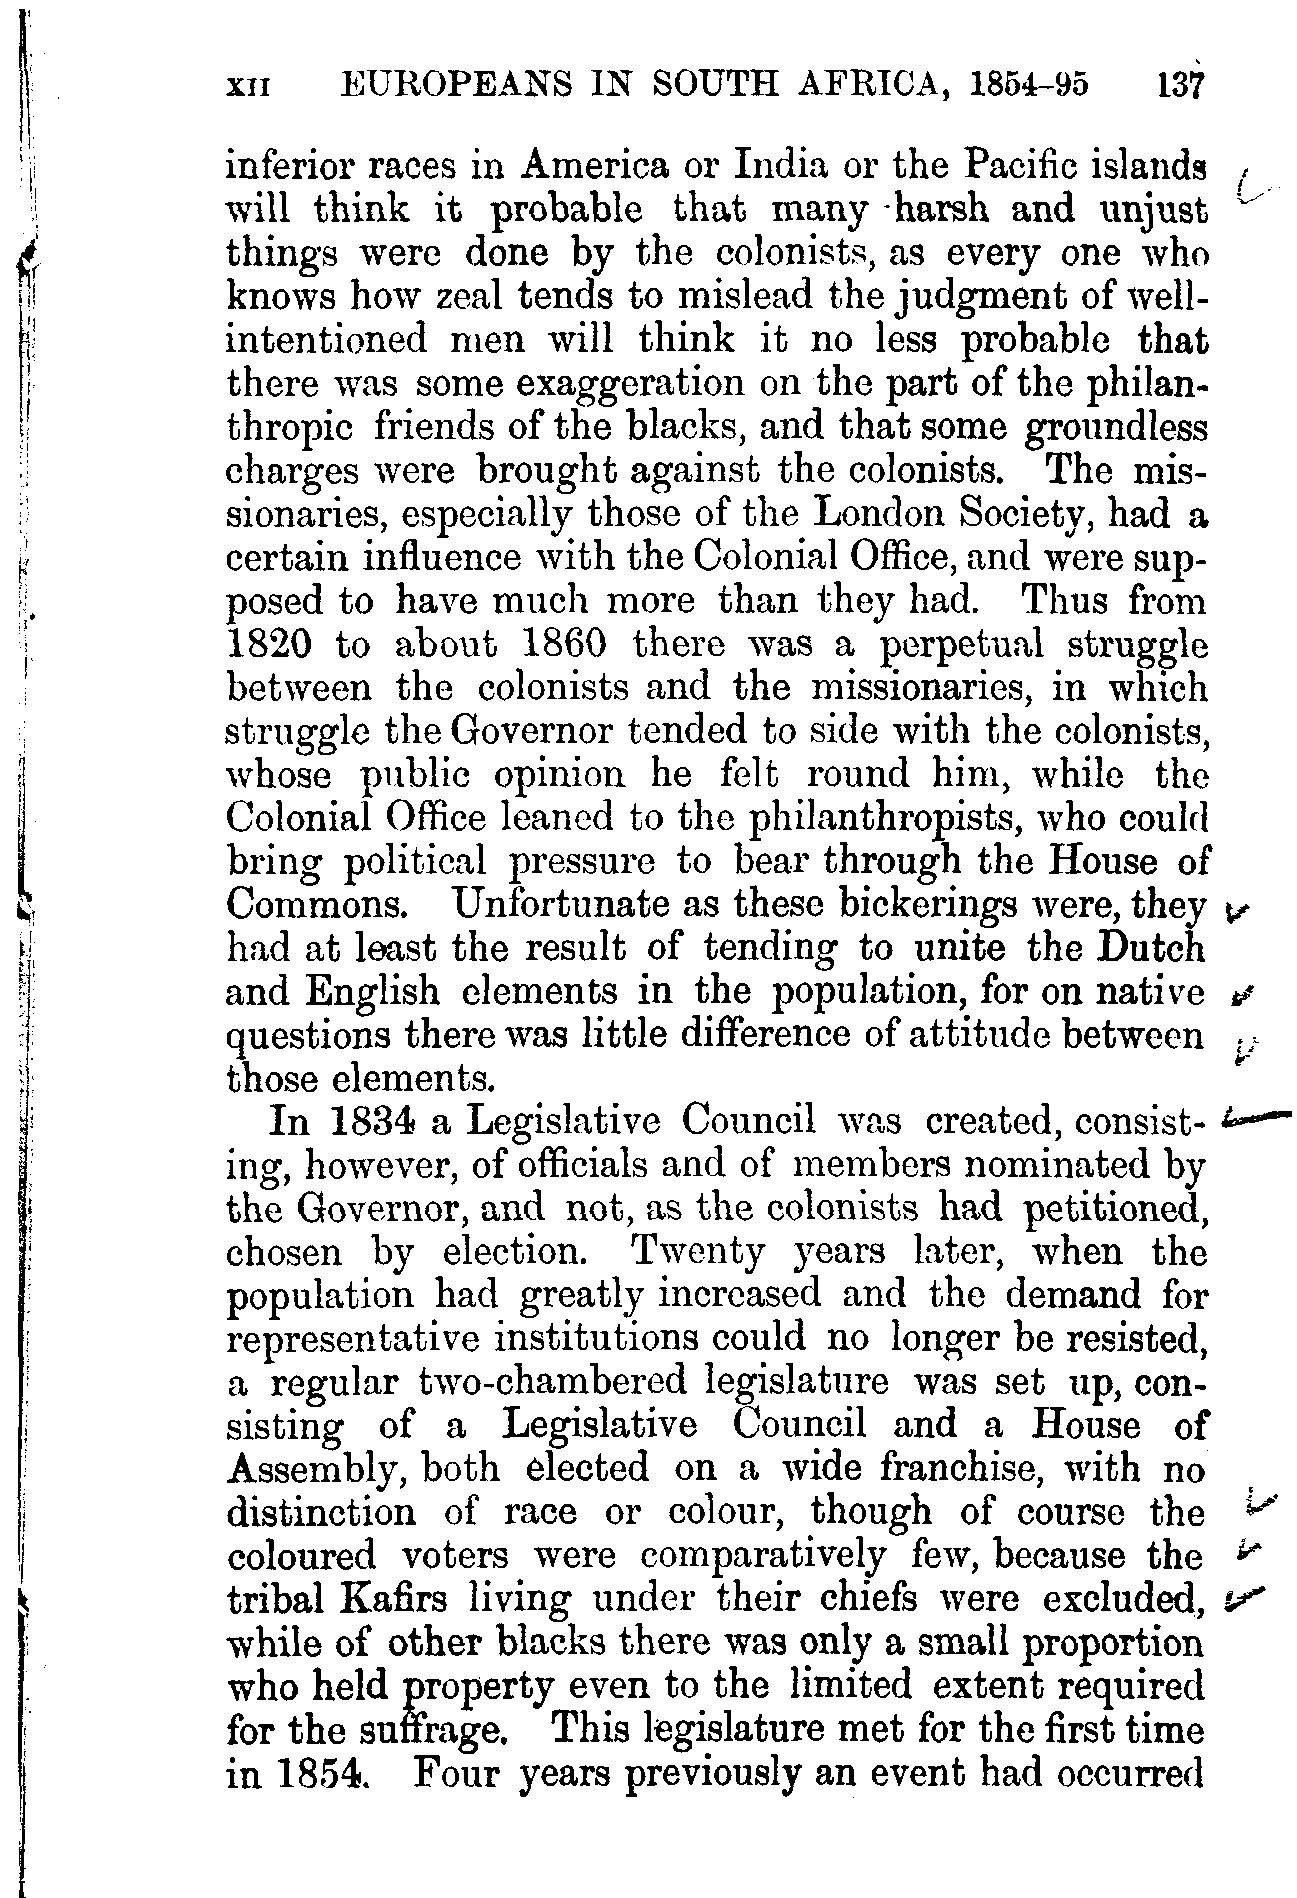 XII EUROPEANS IN SOUTH AFRICA, 1854–95 137
inferior races in America or India or the Pacific islands
will think it probable that many harsh and unjust
things were done by the colonists, as every one who
knows how zeal tends to mislead the judgment of well-
intentioned men will think it no less probable that
there was some exaggeration on the part of the philan-
thropic friends of the blacks, and that some groundless
charges were brought against the colonists. The mis-
sionaries, especially those of the London Society, had a
certain influence with the Colonial Office, and were sup-
posed to have much more than they had. Thus from
1820 to about 1860 there was a perpetual struggle
between the colonists and the missionaries, in which
struggle the Governor tended to side with the colonists,
whose public opinion he felt round him, while the
Colonial Office leaned to the philanthropists, who could
bring political pressure to bear through the House of
Commons. Unfortunate as these bickerings were, they
had at least the result of tending to unite the Dutch
and English elements in the population, for on native
questions there was little difference of attitude between
those elements.
In 1834 a Legislative Council was created, consist-
ing, however, of officials and of members nominated by
the Governor, and not, as the colonists had petitioned,
chosen by election. Twenty years later, when the
population had greatly increased and the demand for
representative institutions could no longer be resisted,
a regular two-chambered legislature was set up, con-
sisting of a Legislative Council and a House of
Assembly, both elected on a wide franchise, with no
distinction of race or colour, though of course the
coloured voters were comparatively few, because the
tribal Kafirs living under their chiefs were excluded,
while of other blacks there was only a small proportion
who held property even to the limited extent required
for the suffrage. This legislature met for the first time
in 1854. Four years previously an event had occurred